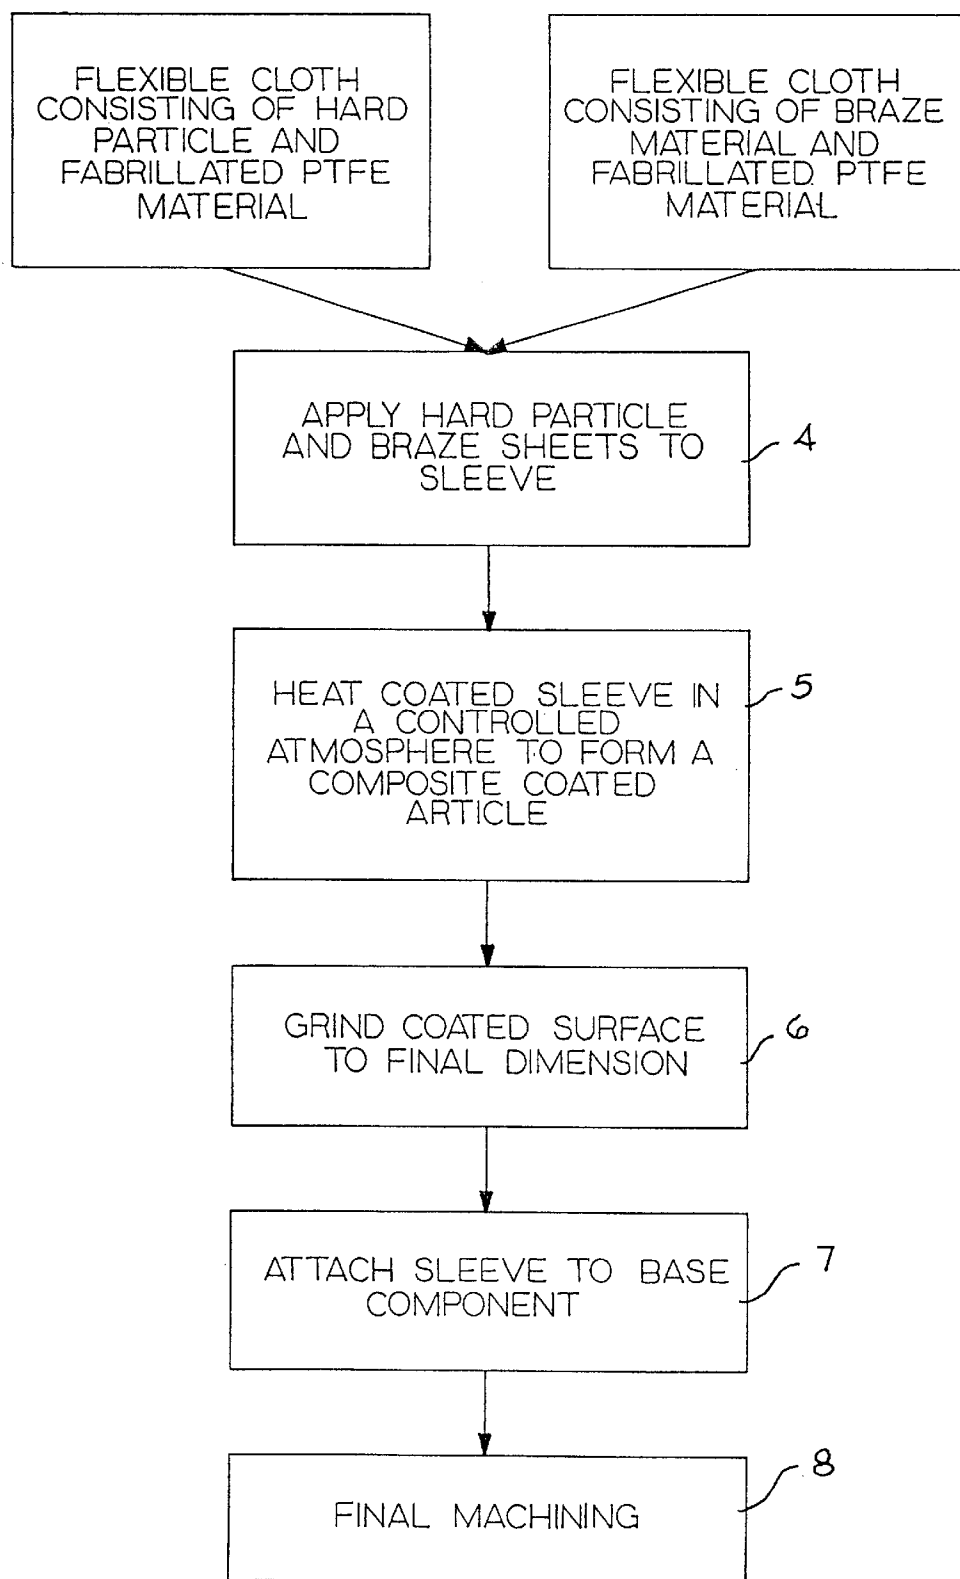 FLEXIBLE CLOTH
CONSISTING OF HARD
PARTICLE AND
FABRILLATED PTFE
MATERIAL
FLEXIBLE CLOTH
CONSISTING OF BRAZE
MATERIAL AND
FABRILLATED PTFE
MATERIAL
APPLY HARD PARTICLE
AND BRAZE SHEETS TO
SLEEVE
4
HEAT COATED SLEEVE IN
A CONTROLLED
ATMOSPHERE TO FORM A
COMPOSITE COATED
ARTICLE
5
GRIND COATED SURFACE
TO FINAL DIMENSION
6
ATTACH SLEEVE TO BASE
COMPONENT
7
FINAL MACHINING
8